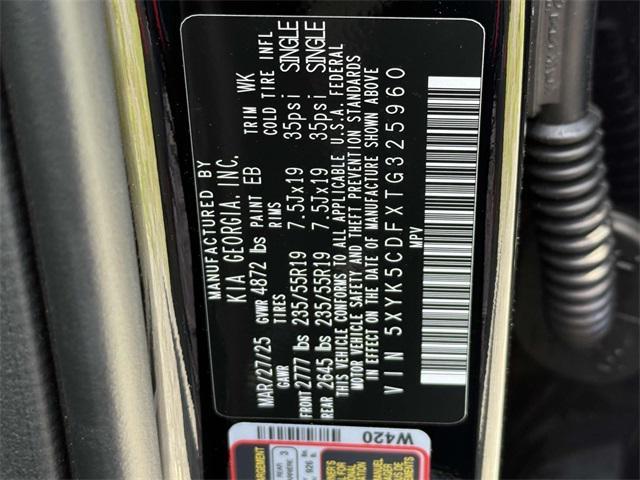 MANUFACTURED BY
KIA GEORGIA, INC.
MAR/27/25 GVWR 4872 lbs PAINT EB TRIM WK
GAWR TIRES RIMS COLD TIRE INFL
FRONT 2777 lbs 235/55R19 7.5Jx19 35psi SINGLE
REAR 2645 lbs 235/55R19 7.5Jx19 35psi SINGLE
THIS VEHICLE CONFORMS TO ALL APPLICABLE U.S.A. FEDERAL
MOTOR VEHICLE SAFETY AND THEFT PREVENTION STANDARDS
IN EFFECT ON THE DATE OF MANUFACTURE SHOWN ABOVE
VIN 5XYK5CDFXTG325960
MPV
W420
REAR 3